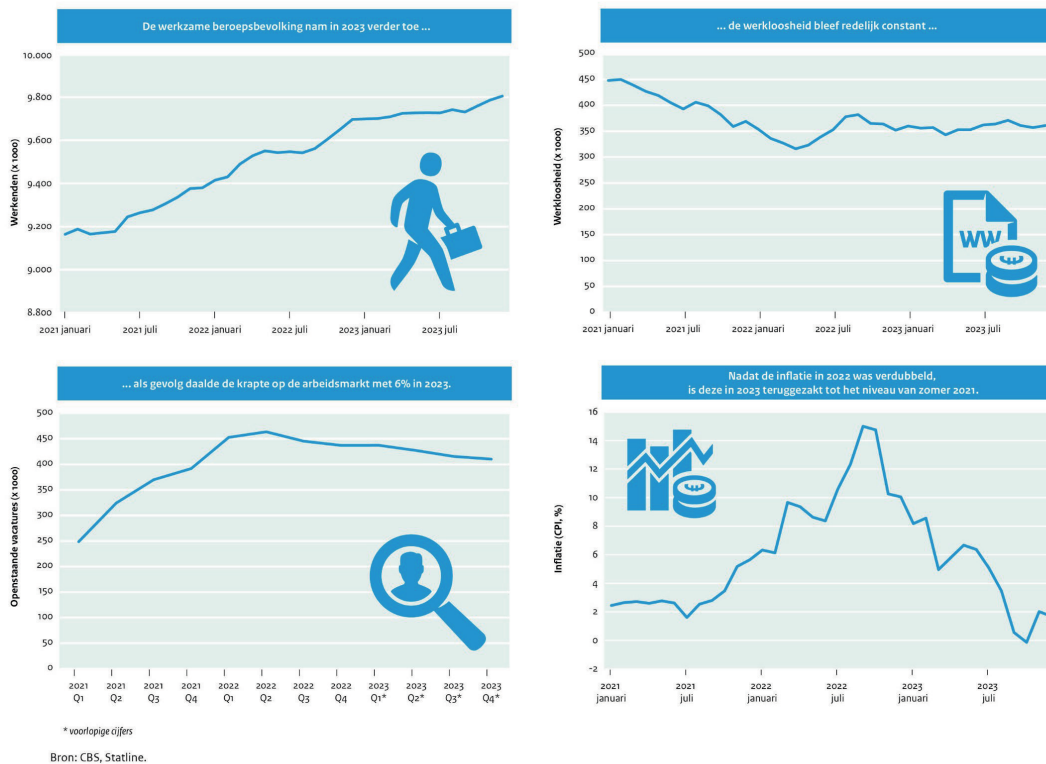 De werkzame beroepsbevolking nam in 2023 verder toe ...
10.000
9.800
9.600
9.400
9.200
9.000
8.800
Werkenden (x 1000)
2021 januari
2021 juli
2022 januari
2022 juli
2023 januari
2023 juli
... de werkloosheid bleef redelijk constant ...
500
450
400
350
300
250
200
150
100
50
0
Werkloosheid (x 1000)
WW
2021 januari
2021 juli
2022 januari
2022 juli
2023 januari
2023 juli
... als gevolg daalde de krapte op de arbeidsmarkt met 6% in 2023.
500
450
400
350
300
250
200
150
100
50
0
Openstaande vacatures (x 1000)
2021 Q1
2021 Q2
2021 Q3
2021 Q4
2022 Q1
2022 Q2
2022 Q3
2022 Q4
2023 Q1*
2023 Q2*
2023 Q3*
2023 Q4*
Nadat de inflatie in 2022 was verdubbeld,
is deze in 2023 teruggezakt tot het niveau van zomer 2021.
16
14
12
10
8
6
4
2
0
-2
Inflatie (CPI, %)
2021 januari
2021 juli
2022 januari
2022 juli
2023 januari
2023 juli
* voorlopige cijfers
Bron: CBS, Statline.